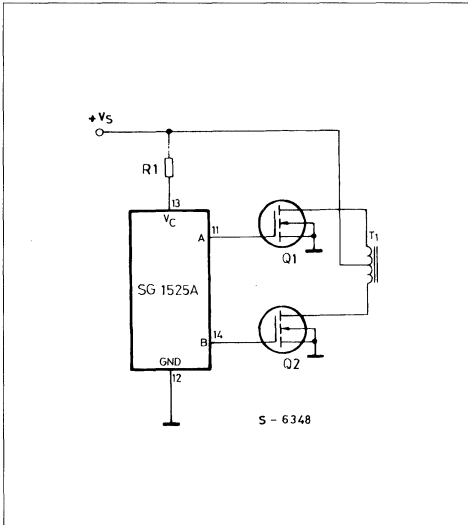 +VS
R1
13
VC
A
11
Q1
T1
SG 1525A
B
14
Q2
GND
12
S - 6348